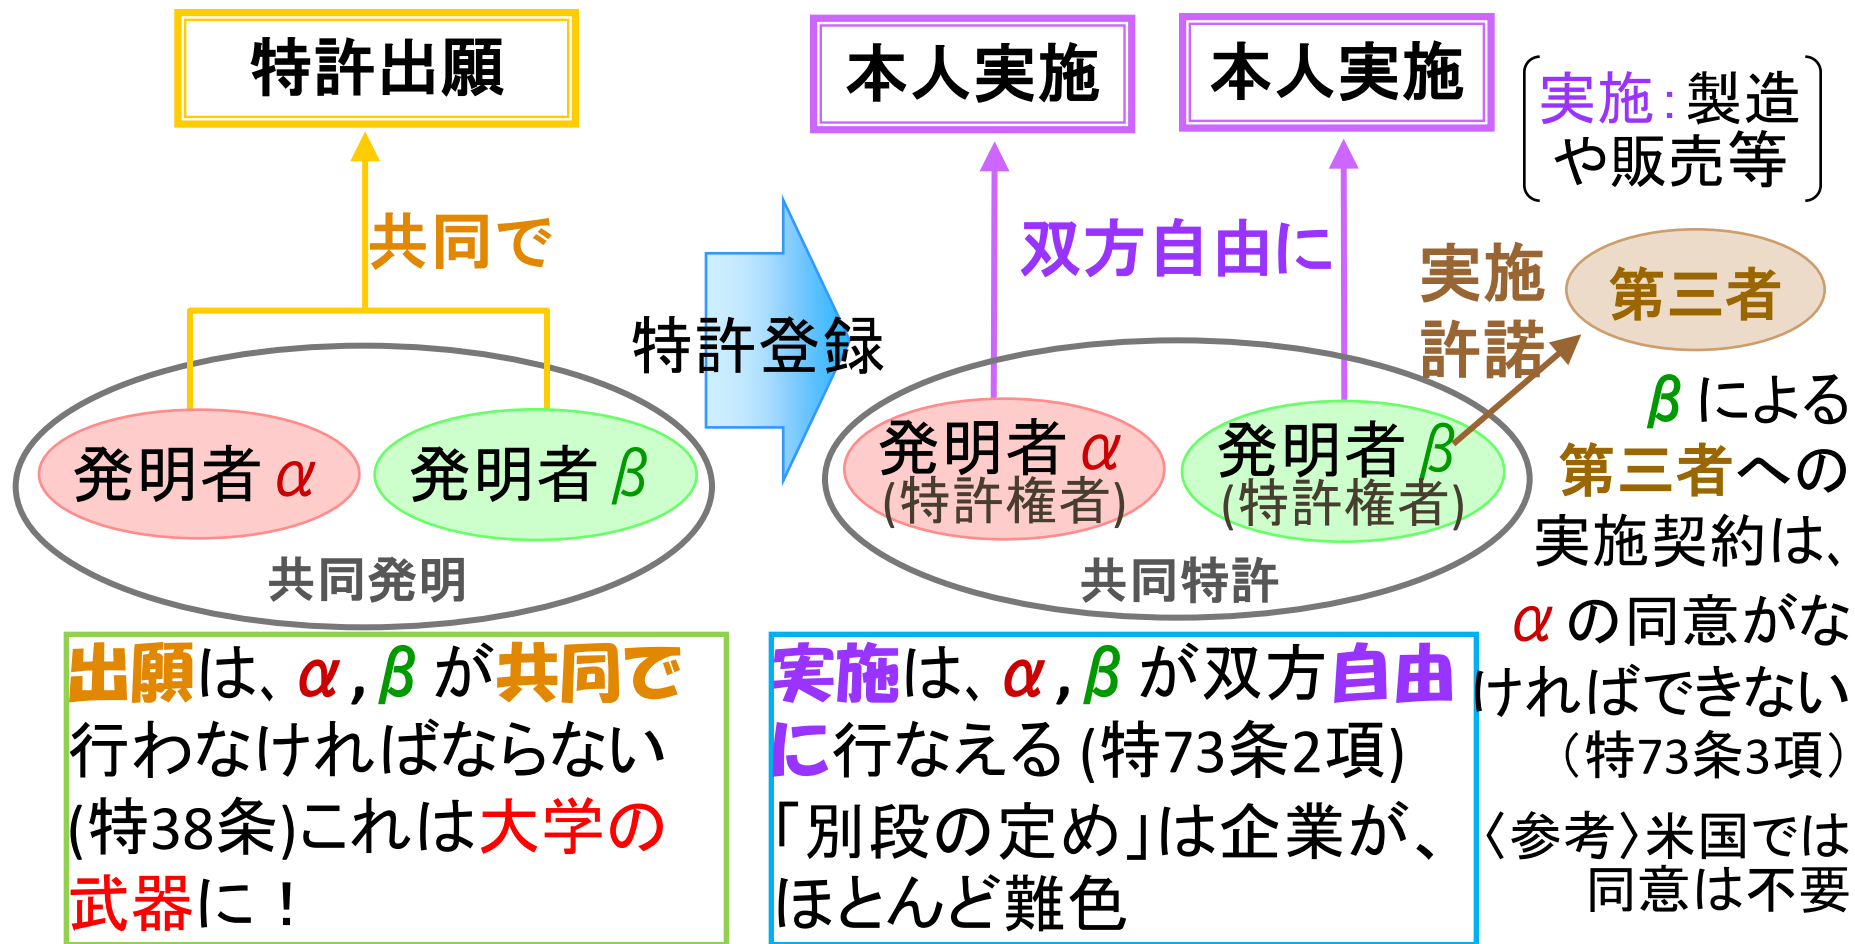 特許出願
共同で
発明者 α
発明者 β
共同発明
特許登録
本人実施
本人実施
双方自由に
発明者 α
(特許権者)
発明者 β
(特許権者)
共同特許
実施：製造
や販売等
実施
許諾
第三者
β による
第三者への
実施契約は、
α の同意がな
ければできない
（特73条3項）
〈参考〉米国では
同意は不要
出願は、α , β が共同で
行わなければならない
(特38条)これは大学の
武器に！
実施は、α , β が双方自由
に行なえる (特73条2項)
「別段の定め」は企業が、
ほとんど難色